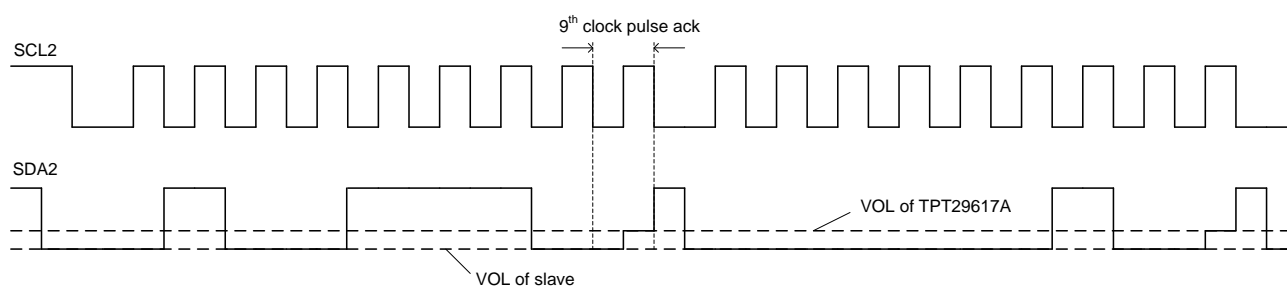 9th clock pulse ack
SCL2
SDA2
VOL of TPT29617A
VOL of slave